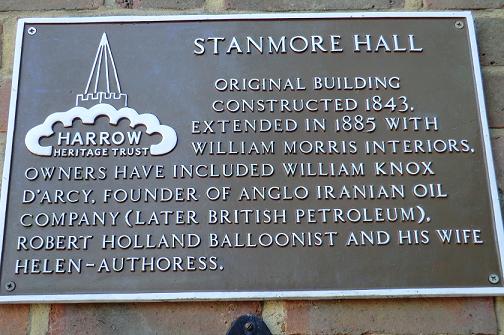 STANMORE HALL
ORIGINAL BUILDING
CONSTRUCTED 1843.
EXTENDED IN 1885 WITH
WILLIAM MORRIS INTERIORS.
HARROW
HERITAGE TRUST
OWNERS HAVE INCLUDED WILLIAM KNOX
D'ARCY, FOUNDER OF ANGLO IRANIAN OIL
COMPANY (LATER BRITISH PETROLEUM),
ROBERT HOLLAND BALLOONIST AND HIS WIFE
HELEN-AUTHORESS.